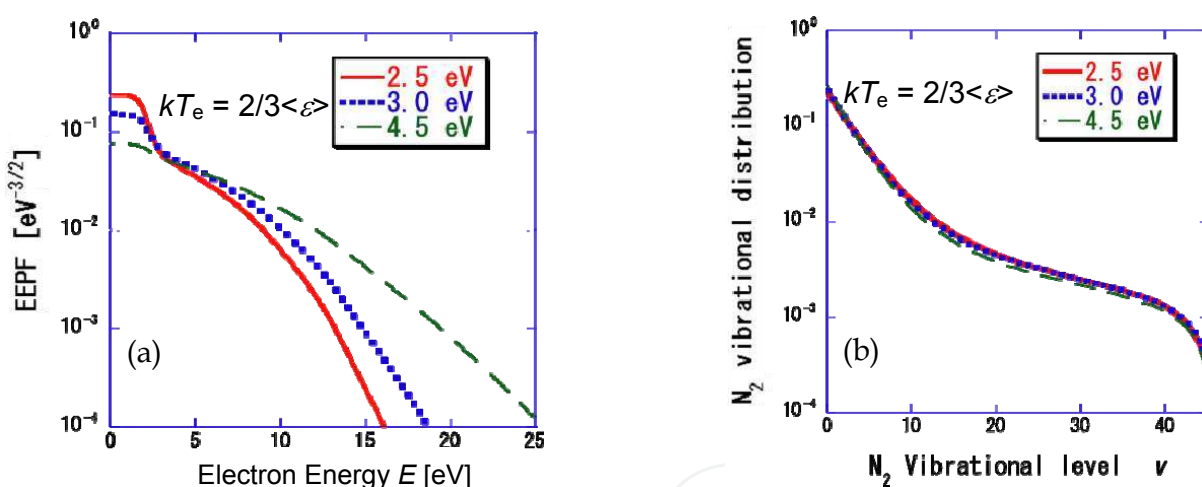 10⁰
10⁻¹
10⁻²
10⁻³
10⁻⁴
EEPF [eV⁻³ᐟ²]
2.5 eV
3.0 eV
4.5 eV
kTₑ = 2/3<ε>
(a)
0 5 10 15 20 25
Electron Energy E [eV]
10⁰
10⁻¹
10⁻²
10⁻³
10⁻⁴
N₂ vibrational distribution
2.5 eV
3.0 eV
4.5 eV
kTₑ = 2/3<ε>
(b)
0 10 20 30 40
N₂ Vibrational level v